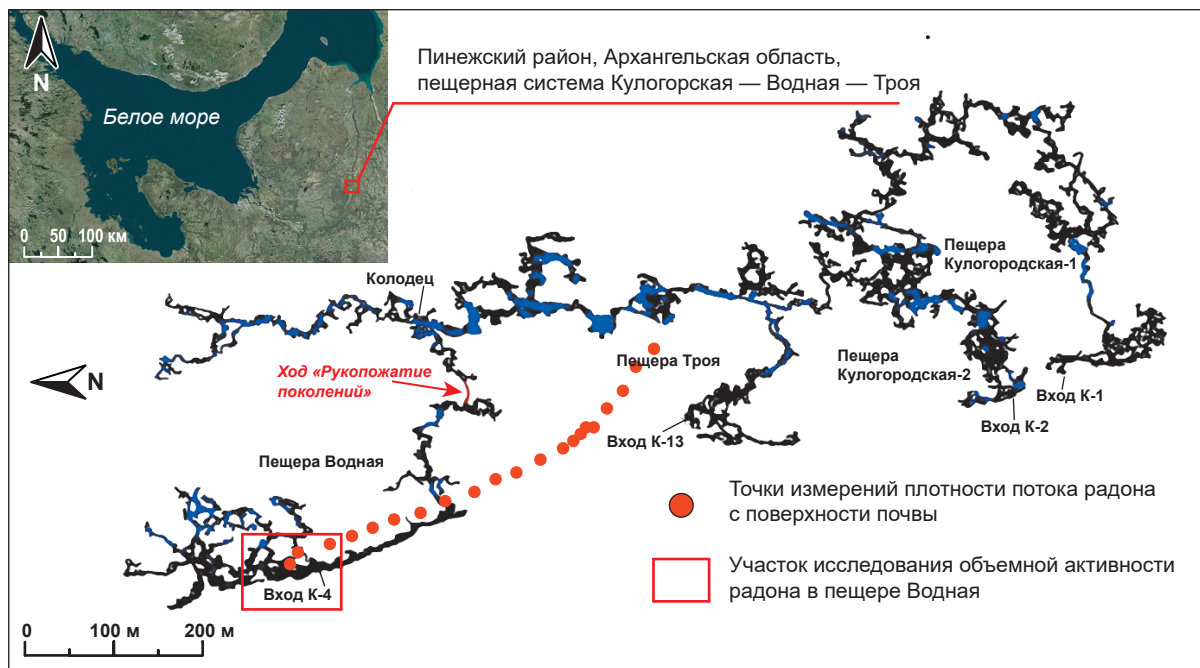 N
Белое море
0 50 100 км
Пинежский район, Архангельская область,
пещерная система Кулогорская — Водная — Троя
Пещера
Кулогородская-1
Колодец
Ход «Рукопожатие
поколений»
Пещера Троя
Пещера
Кулогородская-2
N
Вход К-1
Вход К-2
Вход К-13
Пещера Водная
Точки измерений плотности потока радона
с поверхности почвы
Участок исследования объемной активности
радона в пещере Водная
Вход К-4
0 100 м 200 м